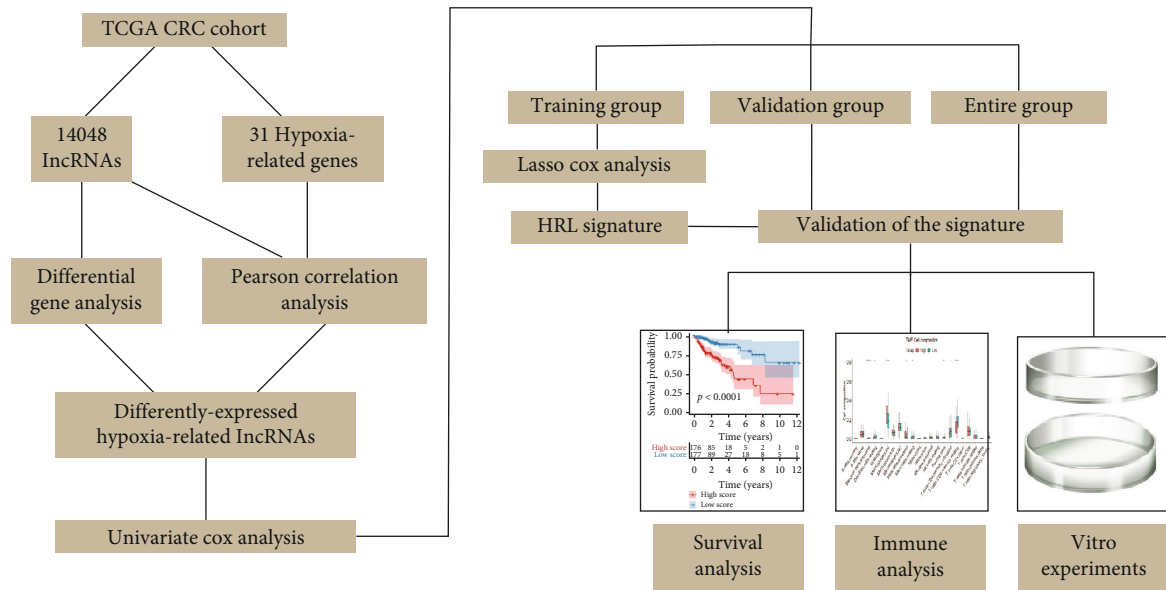 TCGA CRC cohort
14048
IncRNAs
31 Hypoxia-
related genes
Differential
gene analysis
Pearson correlation
analysis
Differently-expressed
hypoxia-related IncRNAs
Univariate cox analysis
Training group
Validation group
Entire group
Lasso cox analysis
HRL signature
Validation of the signature
Survival probability
1.00
0.75
0.50
0.25
0.00
p < 0.0001
0 2 4 6 8 10 12
Time (years)
High score 176 85 18 5 2 1 0
Low score 177 89 27 18 8 5 1
0 2 4 6 8 10 12
Time (years)
High score
Low score
Survival
analysis
Immune
analysis
Vitro
experiments